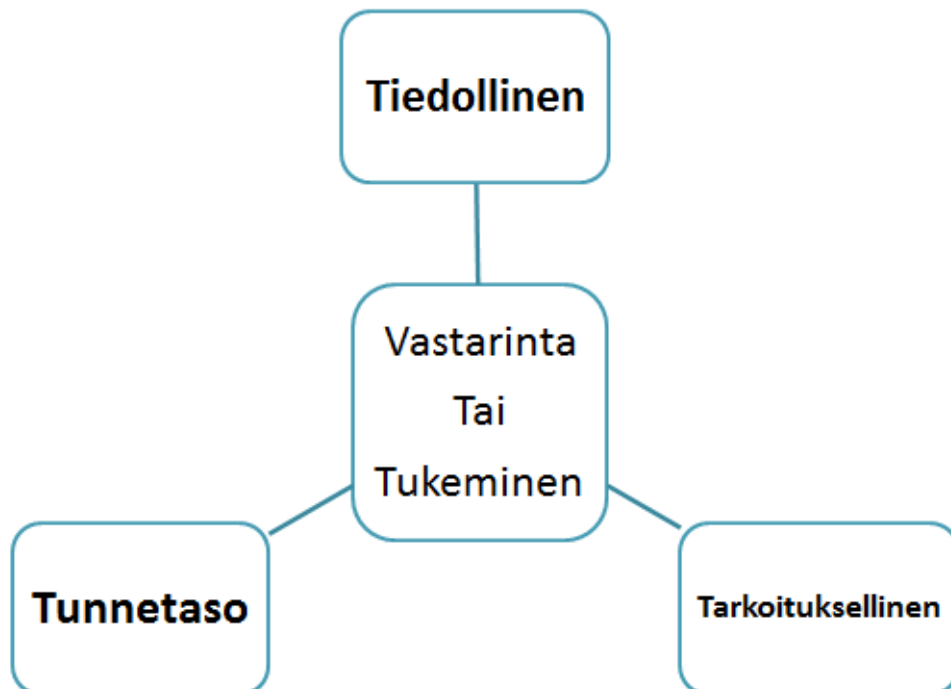 Tiedollinen
Vastarinta
Tai
Tukeminen
Tunnetaso
Tarkoituksellinen